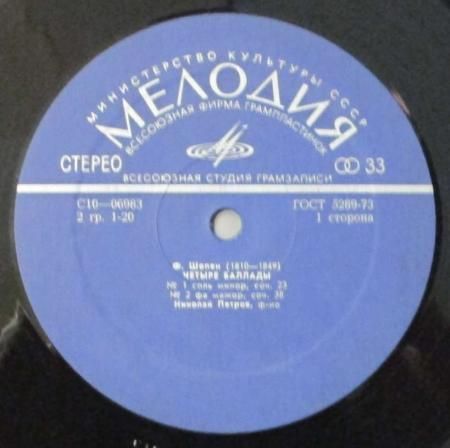 МИНИСТЕРСТВО КУЛЬТУРЫ СССР
МЕЛОДИЯ
ВСЕСОЮЗНАЯ ФИРМА ГРАМПЛАСТИНОК
СТЕРЕО
33
ВСЕСОЮЗНАЯ СТУДИЯ ГРАМЗАПИСИ
С10—06983
ГОСТ 5289-73
2 гр. 1-20
1 сторона
Ф. Шопен (1810—1849)
ЧЕТЫРЕ БАЛЛАДЫ
№ 1 соль минор, соч. 23
№ 2 фа мажор, соч. 38
Николай Петров, ф-но